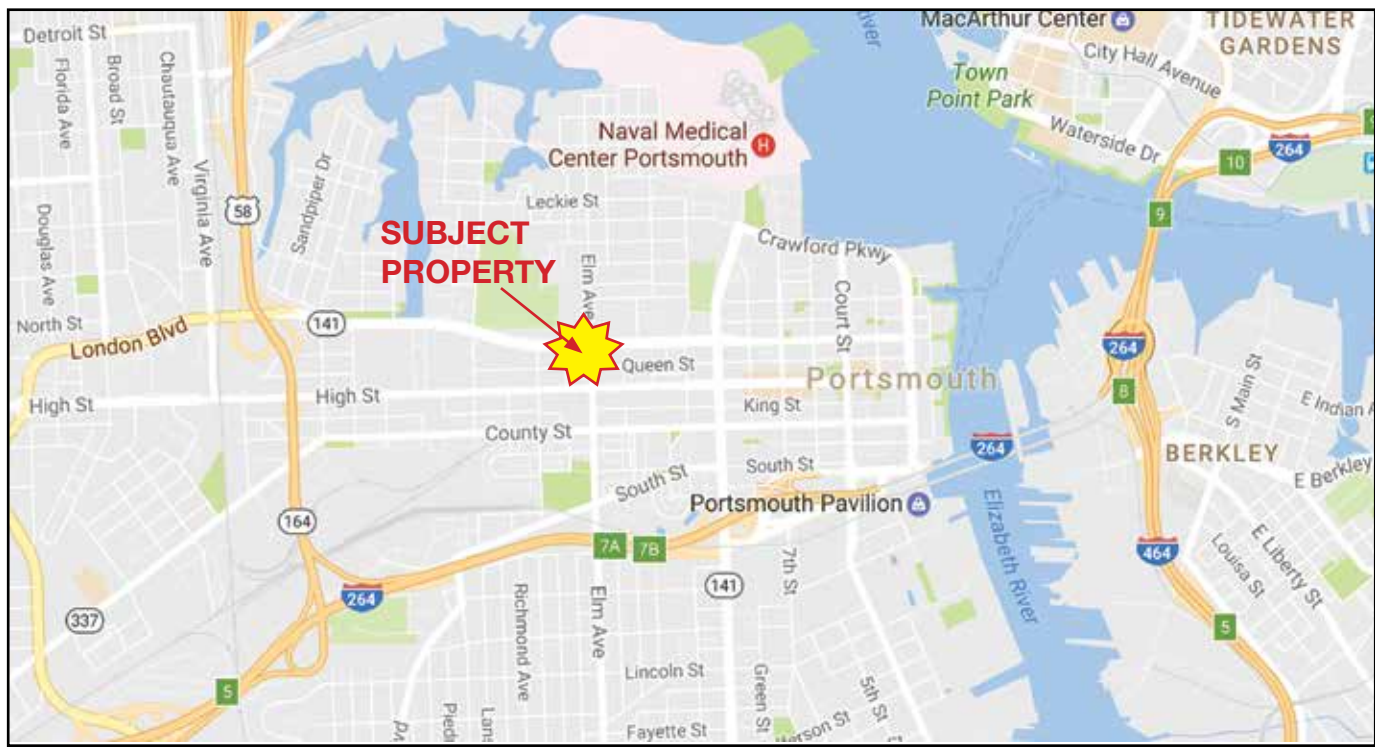 MacArthur Center
TIDEWATER
GARDENS
Detroit St
City Hall Avenue
River
Florida Ave
Broad St
Chautauqua Ave
Town
Point Park
Naval Medical
Center Portsmouth
H
Waterside Dr
264
10
9
Virginia Ave
Sandpiper Dr
Leckie St
58
Douglas Ave
SUBJECT
PROPERTY
Elm Ave
Crawford Pkwy
Court St
North St
London Blvd
141
Queen St
Portsmouth
264
8
High St
High St
King St
County St
S Main St
E Indian
BERKLEY
E Berkley
264
South St
South St
Portsmouth Pavilion
Elizabeth River
164
7A
7B
464
Louisa St
E Liberty St
264
141
7th St
337
Richmond Ave
Elm Ave
5
5
Lincoln St
Green St
5th St
Fayette St